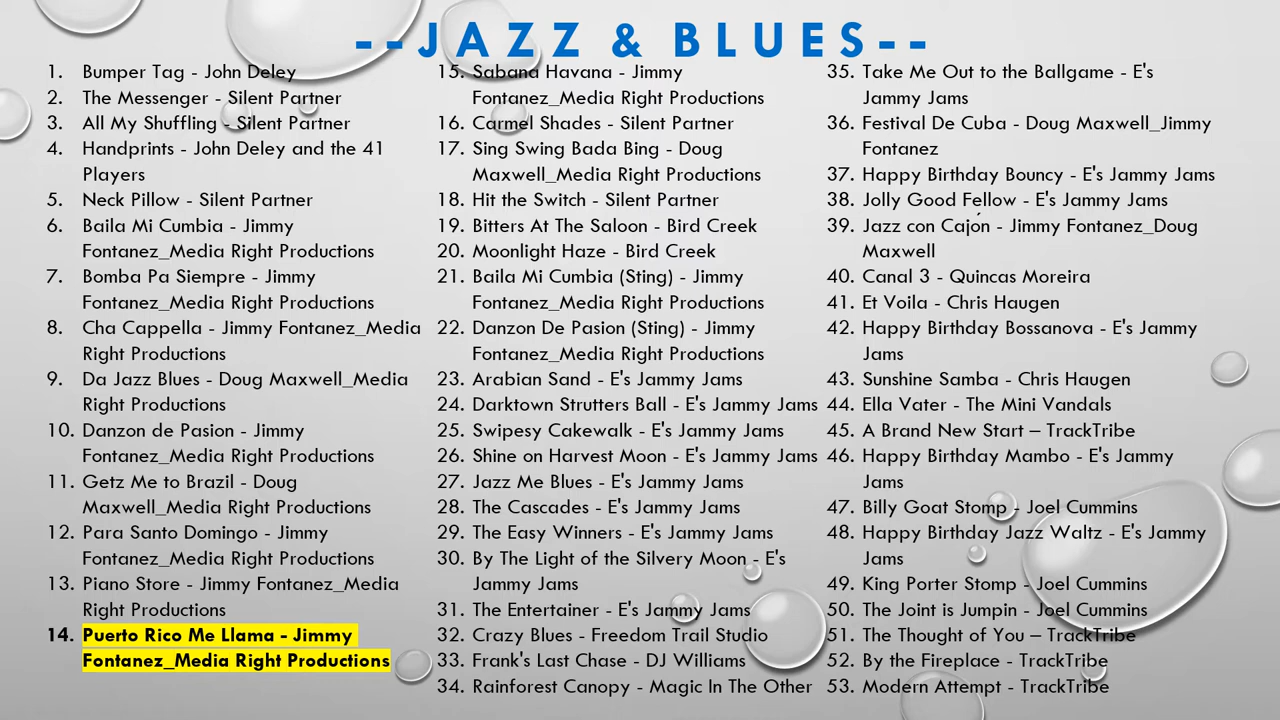 --JAZZ & BLUES--
1. Bumper Tag - John Deley
2. The Messenger - Silent Partner
3. All My Shuffling - Silent Partner
4. Handprints - John Deley and the 41
Players
5. Neck Pillow - Silent Partner
6. Baila Mi Cumbia - Jimmy
Fontanez_Media Right Productions
7. Bomba Pa Siempre - Jimmy
Fontanez_Media Right Productions
8. Cha Cappella - Jimmy Fontanez_Media
Right Productions
9. Da Jazz Blues - Doug Maxwell_Media
Right Productions
10. Danzon de Pasion - Jimmy
Fontanez_Media Right Productions
11. Getz Me to Brazil - Doug
Maxwell_Media Right Productions
12. Para Santo Domingo - Jimmy
Fontanez_Media Right Productions
13. Piano Store - Jimmy Fontanez_Media
Right Productions
14. Puerto Rico Me Llama - Jimmy
Fontanez_Media Right Productions
15. Sabana Havana - Jimmy
Fontanez_Media Right Productions
16. Carmel Shades - Silent Partner
17. Sing Swing Bada Bing - Doug
Maxwell_Media Right Productions
18. Hit the Switch - Silent Partner
19. Bitters At The Saloon - Bird Creek
20. Moonlight Haze - Bird Creek
21. Baila Mi Cumbia (Sting) - Jimmy
Fontanez_Media Right Productions
22. Danzon De Pasion (Sting) - Jimmy
Fontanez_Media Right Productions
23. Arabian Sand - E's Jammy Jams
24. Darktown Strutters Ball - E's Jammy Jams
25. Swipesy Cakewalk - E's Jammy Jams
26. Shine on Harvest Moon - E's Jammy Jams
27. Jazz Me Blues - E's Jammy Jams
28. The Cascades - E's Jammy Jams
29. The Easy Winners - E's Jammy Jams
30. By The Light of the Silvery Moon - E's
Jammy Jams
31. The Entertainer - E's Jammy Jams
32. Crazy Blues - Freedom Trail Studio
33. Frank's Last Chase - DJ Williams
34. Rainforest Canopy - Magic In The Other
35. Take Me Out to the Ballgame - E's
Jammy Jams
36. Festival De Cuba - Doug Maxwell_Jimmy
Fontanez
37. Happy Birthday Bouncy - E's Jammy Jams
38. Jolly Good Fellow - E's Jammy Jams
39. Jazz con Cajón - Jimmy Fontanez_Doug
Maxwell
40. Canal 3 - Quincas Moreira
41. Et Voila - Chris Haugen
42. Happy Birthday Bossanova - E's Jammy
Jams
43. Sunshine Samba - Chris Haugen
44. Ella Vater - The Mini Vandals
45. A Brand New Start – TrackTribe
46. Happy Birthday Mambo - E's Jammy
Jams
47. Billy Goat Stomp - Joel Cummins
48. Happy Birthday Jazz Waltz - E's Jammy
Jams
49. King Porter Stomp - Joel Cummins
50. The Joint is Jumpin - Joel Cummins
51. The Thought of You – TrackTribe
52. By the Fireplace - TrackTribe
53. Modern Attempt - TrackTribe